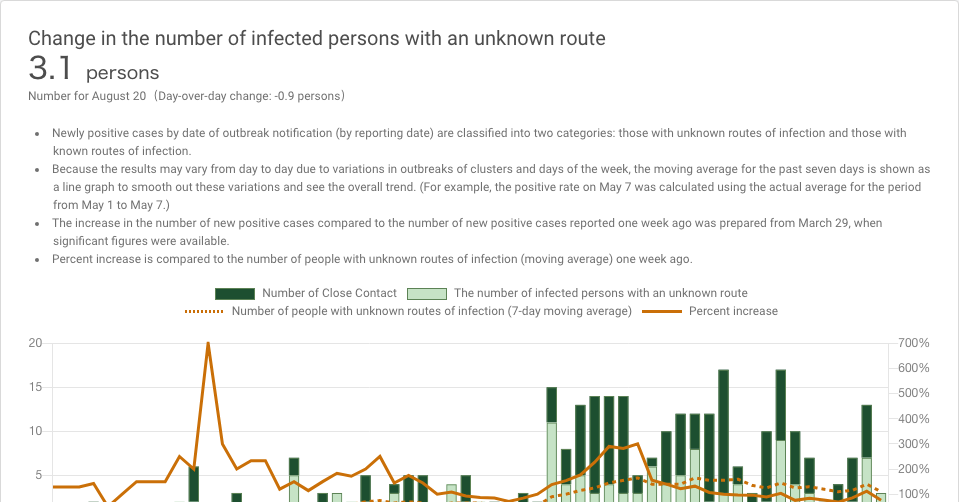 Change in the number of infected persons with an unknown route
3.1 persons
Number for August 20 (Day-over-day change: -0.9 persons)
• Newly positive cases by date of outbreak notification (by reporting date) are classified into two categories: those with unknown routes of infection and those with
known routes of infection.
• Because the results may vary from day to day due to variations in outbreaks of clusters and days of the week, the moving average for the past seven days is shown as
a line graph to smooth out these variations and see the overall trend. (For example, the positive rate on May 7 was calculated using the actual average for the period
from May 1 to May 7.)
• The increase in the number of new positive cases compared to the number of new positive cases reported one week ago was prepared from March 29, when
significant figures were available.
• Percent increase is compared to the number of people with unknown routes of infection (moving average) one week ago.
Number of Close Contact The number of infected persons with an unknown route
Number of people with unknown routes of infection (7-day moving average) Percent increase
20 700%
600%
15
500%
400%
10
300%
200%
5
100%